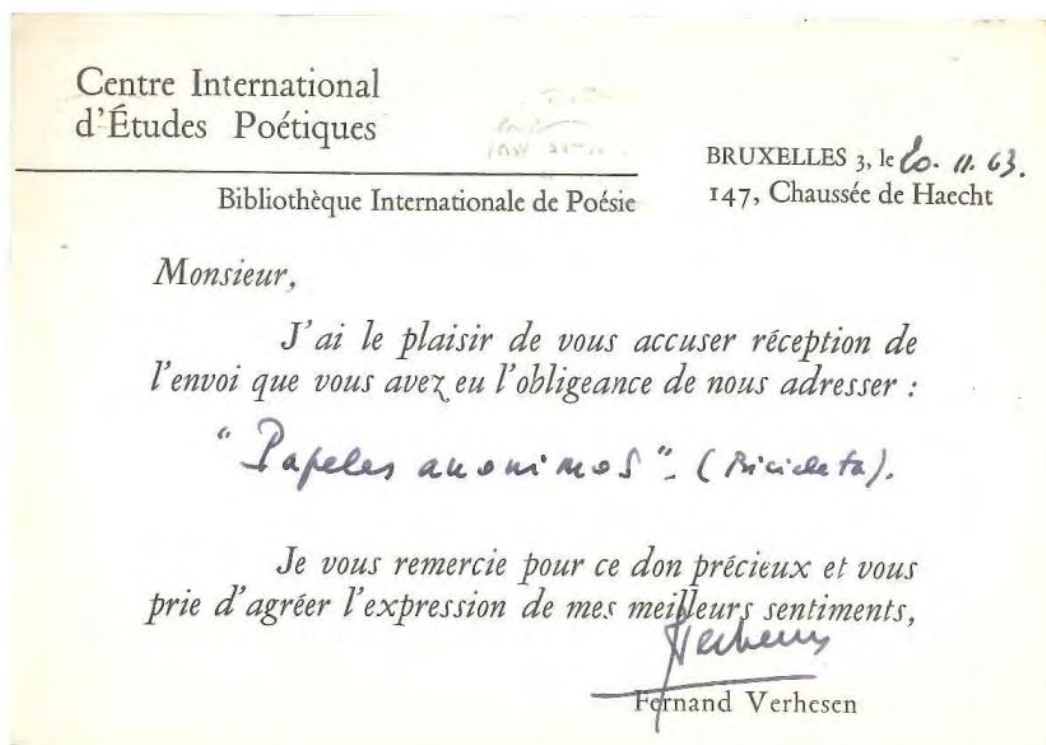 Centre International
d'Études Poétiques
BRUXELLES 3, le 20. 11. 63.
Bibliothèque Internationale de Poésie
147, Chaussée de Haecht
Monsieur,
J'ai le plaisir de vous accuser réception de
l'envoi que vous avez eu l'obligeance de nous adresser :
"Papeles anonimos". (Bicicleta).
Je vous remercie pour ce don précieux et vous
prie d'agréer l'expression de mes meilleurs sentiments,
Verhesen
Fernand Verhesen